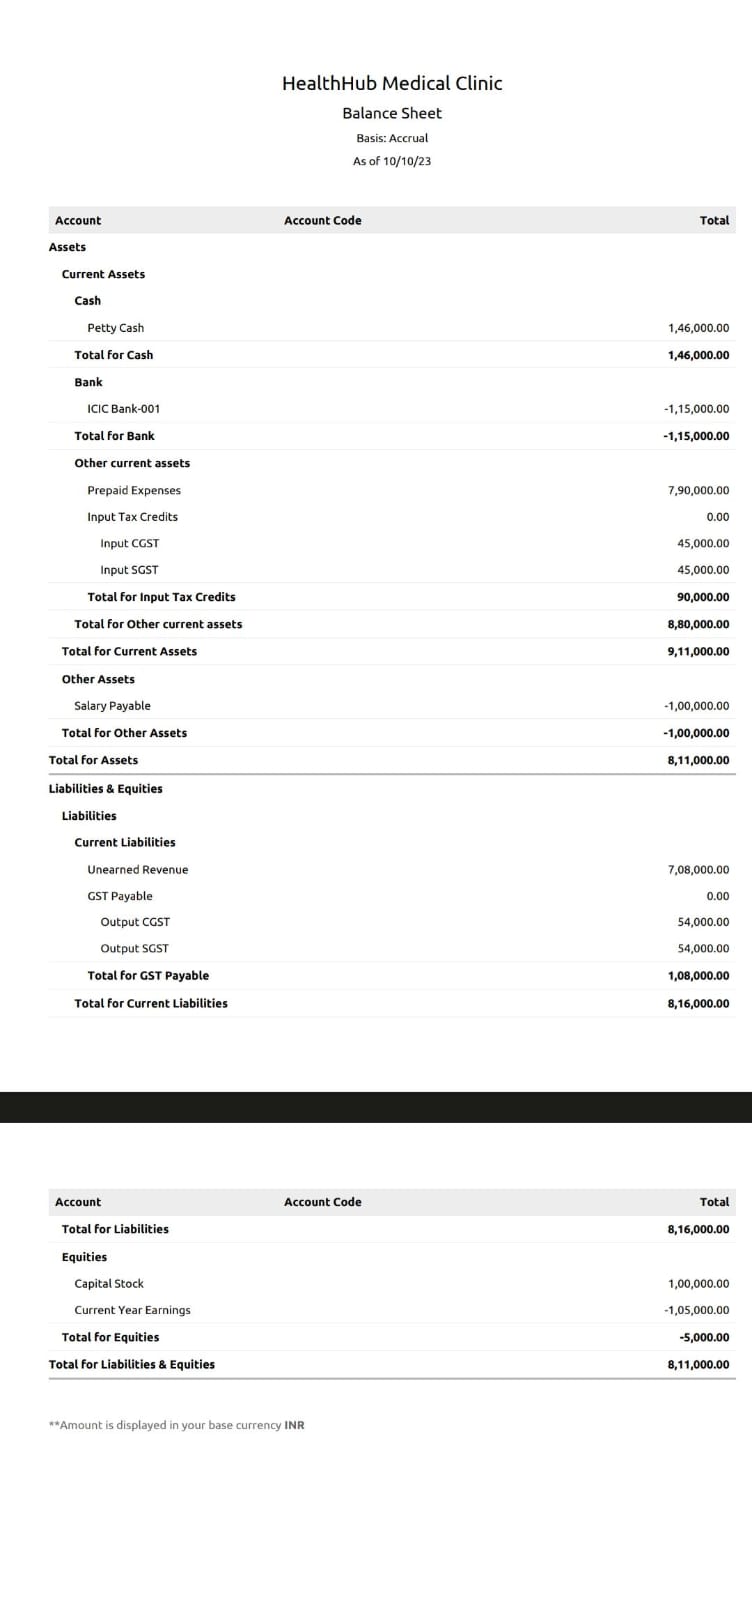 HealthHub Medical Clinic
Balance Sheet
Basis: Accrual
As of 10/10/23
Account Account Code Total
Assets
Current Assets
Cash
Petty Cash 1,46,000.00
Total for Cash 1,46,000.00
Bank
ICIC Bank-001 -1,15,000.00
Total for Bank -1,15,000.00
Other current assets
Prepaid Expenses 7,90,000.00
Input Tax Credits 0.00
Input CGST 45,000.00
Input SGST 45,000.00
Total for Input Tax Credits 90,000.00
Total for Other current assets 8,80,000.00
Total for Current Assets 9,11,000.00
Other Assets
Salary Payable -1,00,000.00
Total for Other Assets -1,00,000.00
Total for Assets 8,11,000.00
Liabilities & Equities
Liabilities
Current Liabilities
Unearned Revenue 7,08,000.00
GST Payable 0.00
Output CGST 54,000.00
Output SGST 54,000.00
Total for GST Payable 1,08,000.00
Total for Current Liabilities 8,16,000.00
Account Account Code Total
Total for Liabilities 8,16,000.00
Equities
Capital Stock 1,00,000.00
Current Year Earnings -1,05,000.00
Total for Equities -5,000.00
Total for Liabilities & Equities 8,11,000.00
**Amount is displayed in your base currency INR